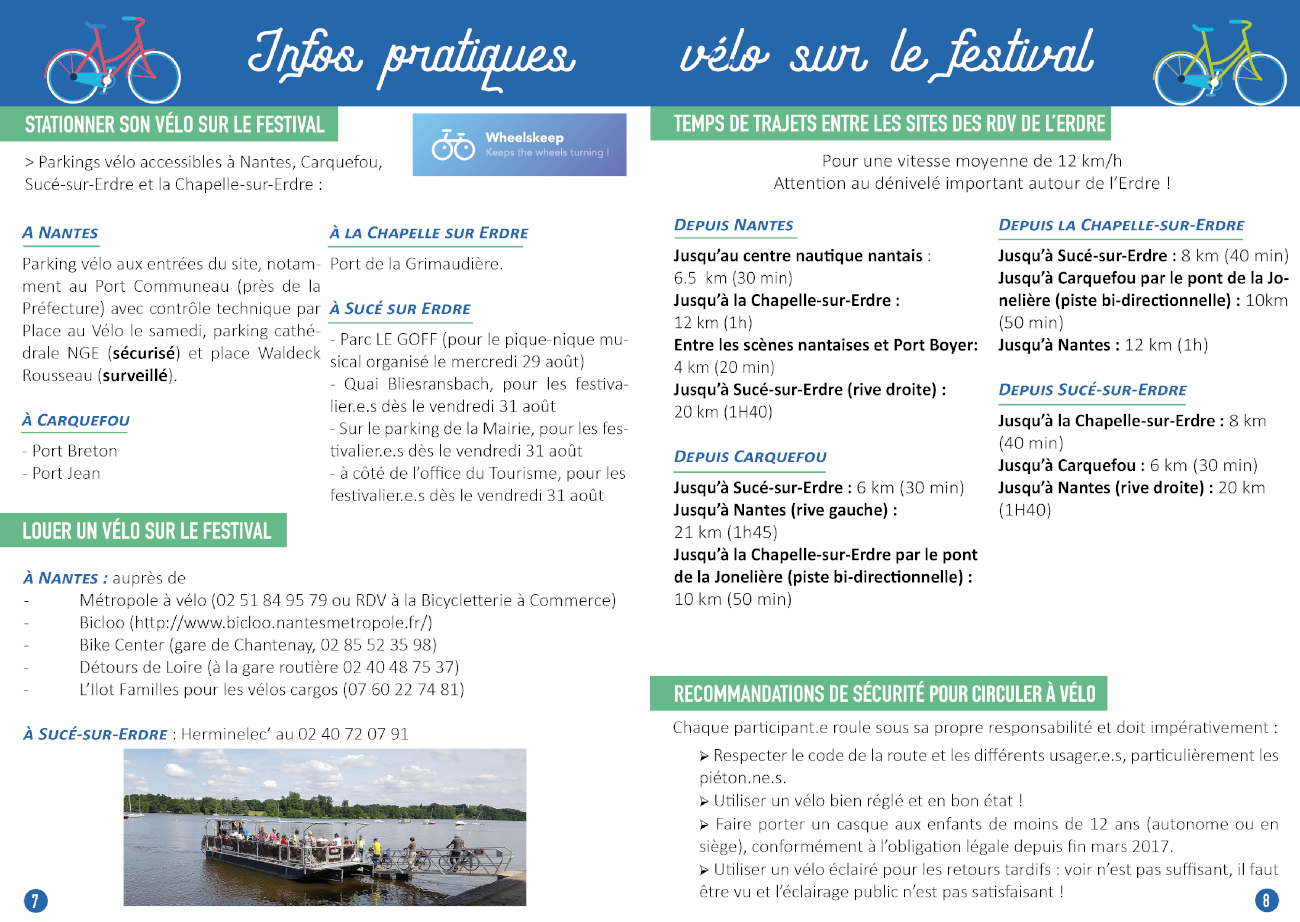 Infos pratiques vélo sur le festival
STATIONNER SON VÉLO SUR LE FESTIVAL
Wheelskeep
Keeps the wheels turning !
> Parkings vélo accessibles à Nantes, Carquefou,
Sucé-sur-Erdre et la Chapelle-sur-Erdre :
A NANTES
Parking vélo aux entrées du site, notam-
ment au Port Communeau (près de la
Préfecture) avec contrôle technique par
Place au Vélo le samedi, parking cathé-
drale NGE (sécurisé) et place Waldeck
Rousseau (surveillé).
À CARQUEFOU
- Port Breton
- Port Jean
À LA CHAPELLE SUR ERDRE
Port de la Grimaudière.
À SUCÉ SUR ERDRE
- Parc LE GOFF (pour le pique-nique mu-
sical organisé le mercredi 29 août)
- Quai Bliesransbach, pour les festiva-
lier.e.s dès le vendredi 31 août
- Sur le parking de la Mairie, pour les fes-
tivalier.e.s dès le vendredi 31 août
- à côté de l'office du Tourisme, pour les
festivalier.e.s dès le vendredi 31 août
LOUER UN VÉLO SUR LE FESTIVAL
À NANTES : auprès de
- Métropole à vélo (02 51 84 95 79 ou RDV à la Bicycletterie à Commerce)
- Bicloo (http://www.bicloo.nantesmetropole.fr/)
- Bike Center (gare de Chantenay, 02 85 52 35 98)
- Détours de Loire (à la gare routière 02 40 48 75 37)
- L'Ilot Familles pour les vélos cargos (07 60 22 74 81)
À SUCÉ-SUR-ERDRE : Herminelec' au 02 40 72 07 91
7
TEMPS DE TRAJETS ENTRE LES SITES DES RDV DE L'ERDRE
Pour une vitesse moyenne de 12 km/h
Attention au dénivelé important autour de l'Erdre !
DEPUIS NANTES
Jusqu'au centre nautique nantais :
6.5 km (30 min)
Jusqu'à la Chapelle-sur-Erdre :
12 km (1h)
Entre les scènes nantaises et Port Boyer:
4 km (20 min)
Jusqu'à Sucé-sur-Erdre (rive droite) :
20 km (1H40)
DEPUIS CARQUEFOU
Jusqu'à Sucé-sur-Erdre : 6 km (30 min)
Jusqu'à Nantes (rive gauche) :
21 km (1h45)
Jusqu'à la Chapelle-sur-Erdre par le pont
de la Jonelière (piste bi-directionnelle) :
10 km (50 min)
DEPUIS LA CHAPELLE-SUR-ERDRE
Jusqu'à Sucé-sur-Erdre : 8 km (40 min)
Jusqu'à Carquefou par le pont de la Jo-
nelière (piste bi-directionnelle) : 10km
(50 min)
Jusqu'à Nantes : 12 km (1h)
DEPUIS SUCÉ-SUR-ERDRE
Jusqu'à la Chapelle-sur-Erdre : 8 km
(40 min)
Jusqu'à Carquefou : 6 km (30 min)
Jusqu'à Nantes (rive droite) : 20 km
(1H40)
RECOMMANDATIONS DE SÉCURITÉ POUR CIRCULER À VÉLO
Chaque participant.e roule sous sa propre responsabilité et doit impérativement :
➢ Respecter le code de la route et les différents usager.e.s, particulièrement les
piéton.ne.s.
➢ Utiliser un vélo bien réglé et en bon état !
➢ Faire porter un casque aux enfants de moins de 12 ans (autonome ou en
siège), conformément à l'obligation légale depuis fin mars 2017.
➢ Utiliser un vélo éclairé pour les retours tardifs : voir n'est pas suffisant, il faut
être vu et l'éclairage public n'est pas satisfaisant !
8